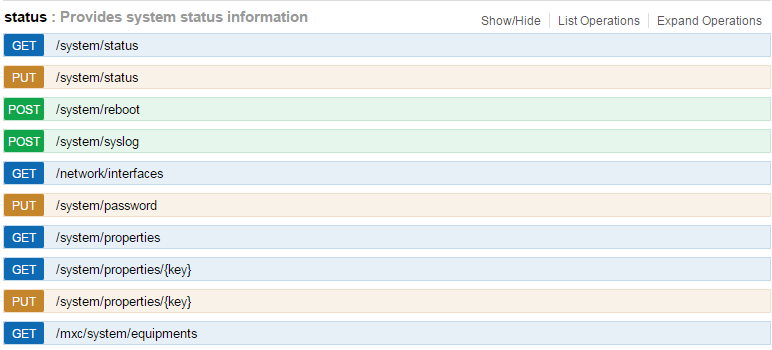 status : Provides system status information
Show/Hide List Operations Expand Operations
GET /system/status
PUT /system/status
POST /system/reboot
POST /system/syslog
GET /network/interfaces
PUT /system/password
GET /system/properties
GET /system/properties/{key}
PUT /system/properties/{key}
GET /mxc/system/equipments